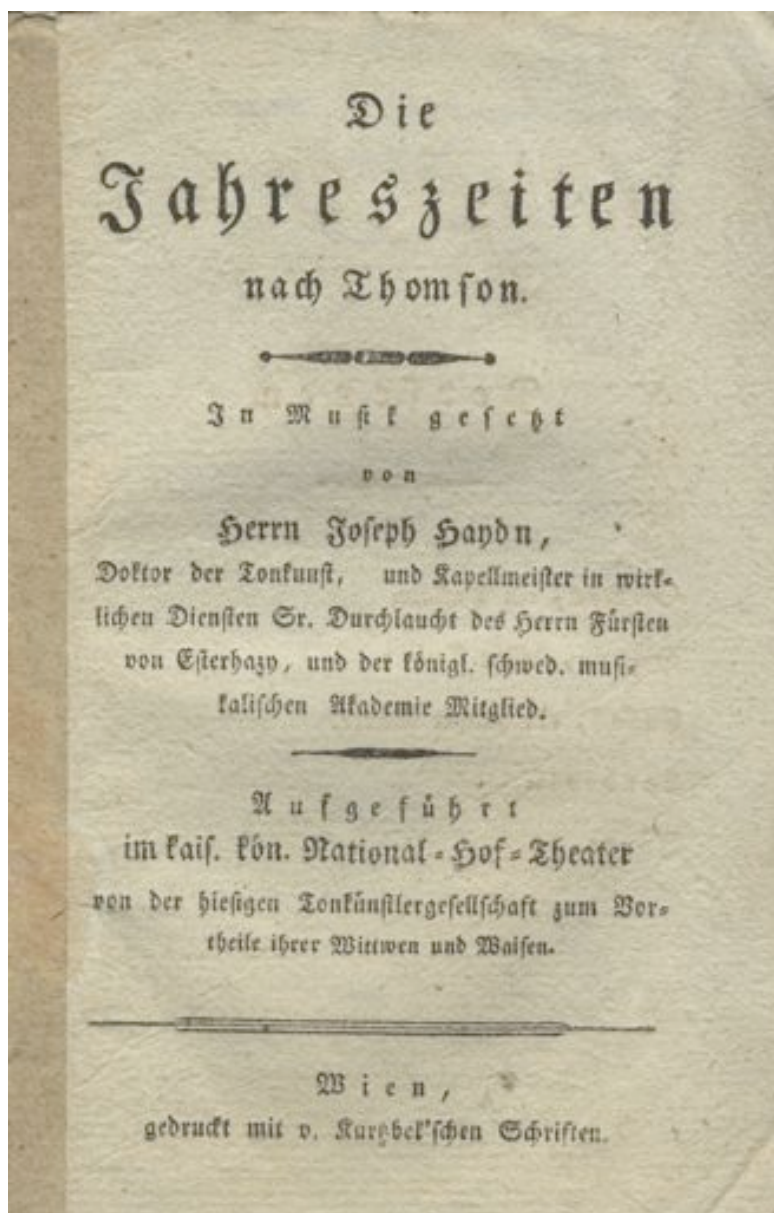 Die
Jahreszeiten
nach Thomson.
In Musik gesetzt
von
Herrn Joseph Haydn,
Doktor der Tonkunst, und Kapellmeister in wirk-
lichen Diensten Sr. Durchlaucht des Herrn Fürsten
von Esterhazy, und der königl. schwed. musi-
kalischen Akademie Mitglied.
Aufgeführt
im kais. kön. National-Hof-Theater
von der hiesigen Tonkünstlergesellschaft zum Vor-
theile ihrer Wittwen und Waisen.
Wien,
gedruckt mit v. Kurtzbek'schen Schriften.